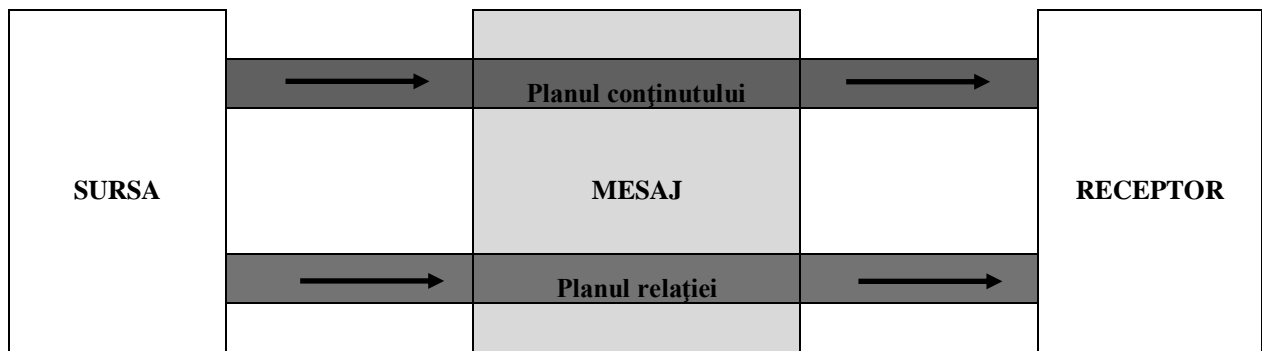 Planul conţinutului
SURSA
MESAJ
RECEPTOR
Planul relaţiei